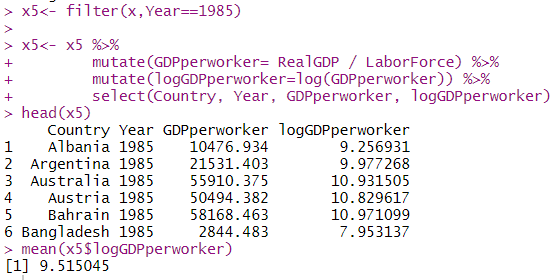 > x5<- filter(x,Year==1985)
>
> x5<- x5 %>%
+       mutate(GDPperworker= RealGDP / LaborForce) %>%
+       mutate(logGDPperworker=log(GDPperworker)) %>%
+       select(Country, Year, GDPperworker, logGDPperworker)
> head(x5)
     Country Year GDPperworker logGDPperworker
1    Albania 1985    10476.934        9.256931
2  Argentina 1985    21531.403        9.977268
3  Australia 1985    55910.375       10.931505
4    Austria 1985    50494.382       10.829617
5    Bahrain 1985    58168.463       10.971099
6 Bangladesh 1985     2844.483        7.953137
> mean(x5$logGDPperworker)
[1] 9.515045